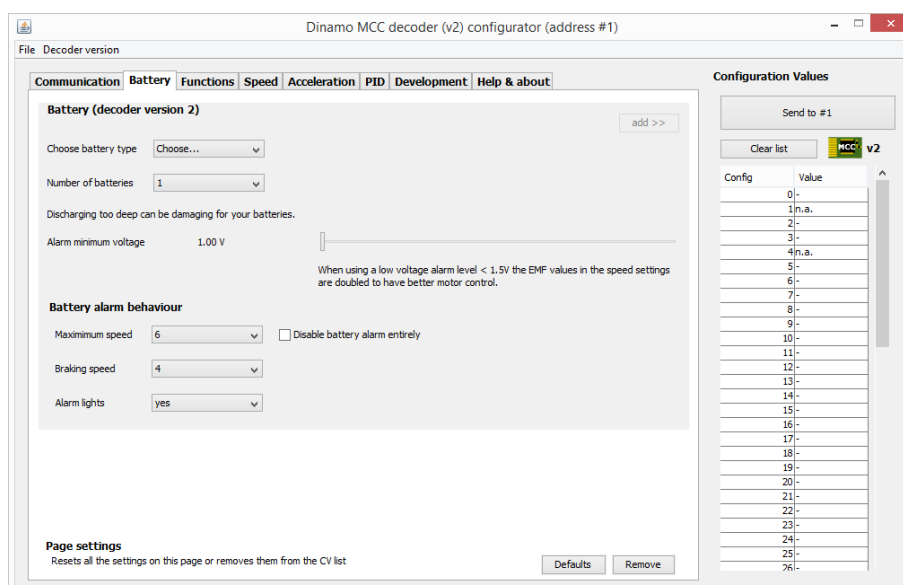 Dinamo MCC decoder (v2) configurator (address #1)
File Decoder version
Communication Battery Functions Speed Acceleration PID Development Help & about
Battery (decoder version 2)
add >>
Choose battery type Choose...
Number of batteries 1
Discharging too deep can be damaging for your batteries.
Alarm minimum voltage 1.00 V
When using a low voltage alarm level < 1.5V the EMF values in the speed settings
are doubled to have better motor control.
Battery alarm behaviour
Maximimum speed 6 Disable battery alarm entirely
Braking speed 4
Alarm lights yes
Page settings
Resets all the settings on this page or removes them from the CV list
Defaults Remove
Configuration Values
Send to #1
Clear list MCC v2
Config Value
0 -
1 n.a.
2 -
3 -
4 n.a.
5 -
6 -
7 -
8 -
9 -
10 -
11 -
12 -
13 -
14 -
15 -
16 -
17 -
18 -
19 -
20 -
21 -
22 -
23 -
24 -
25 -
26 -